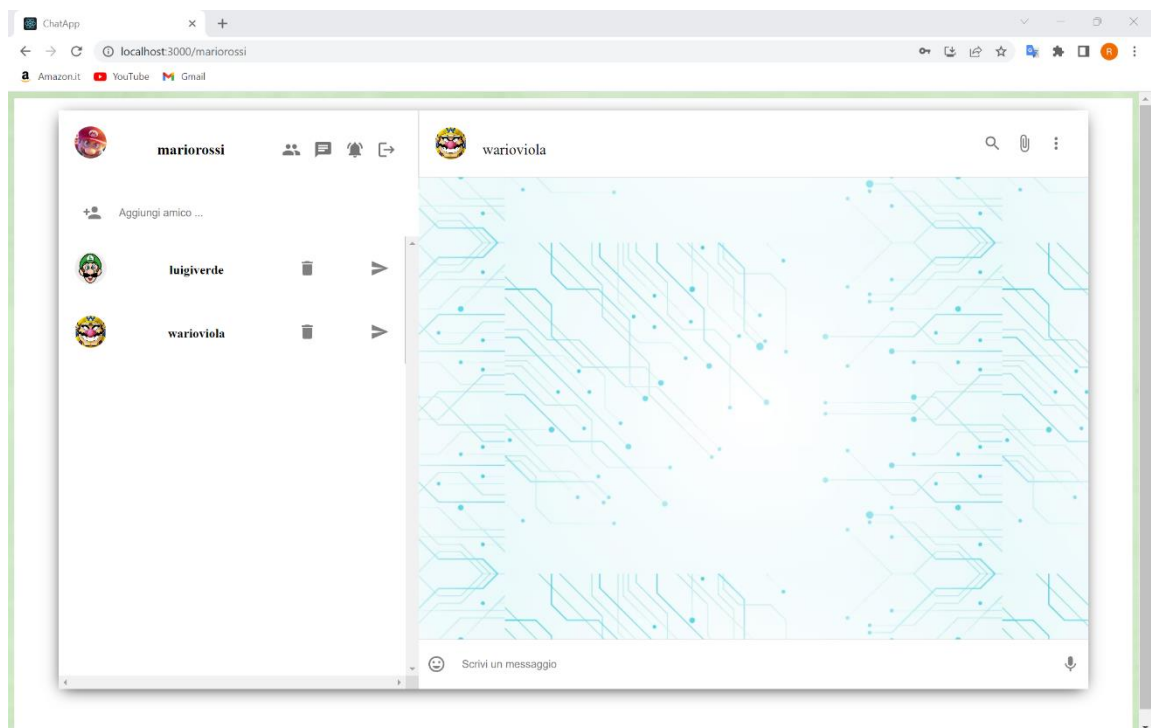 ChatApp
localhost:3000/mariorossi
Amazon.it YouTube Gmail
R
mariorossi
warioviola
Aggiungi amico ...
luigiverde
warioviola
Scrivi un messaggio